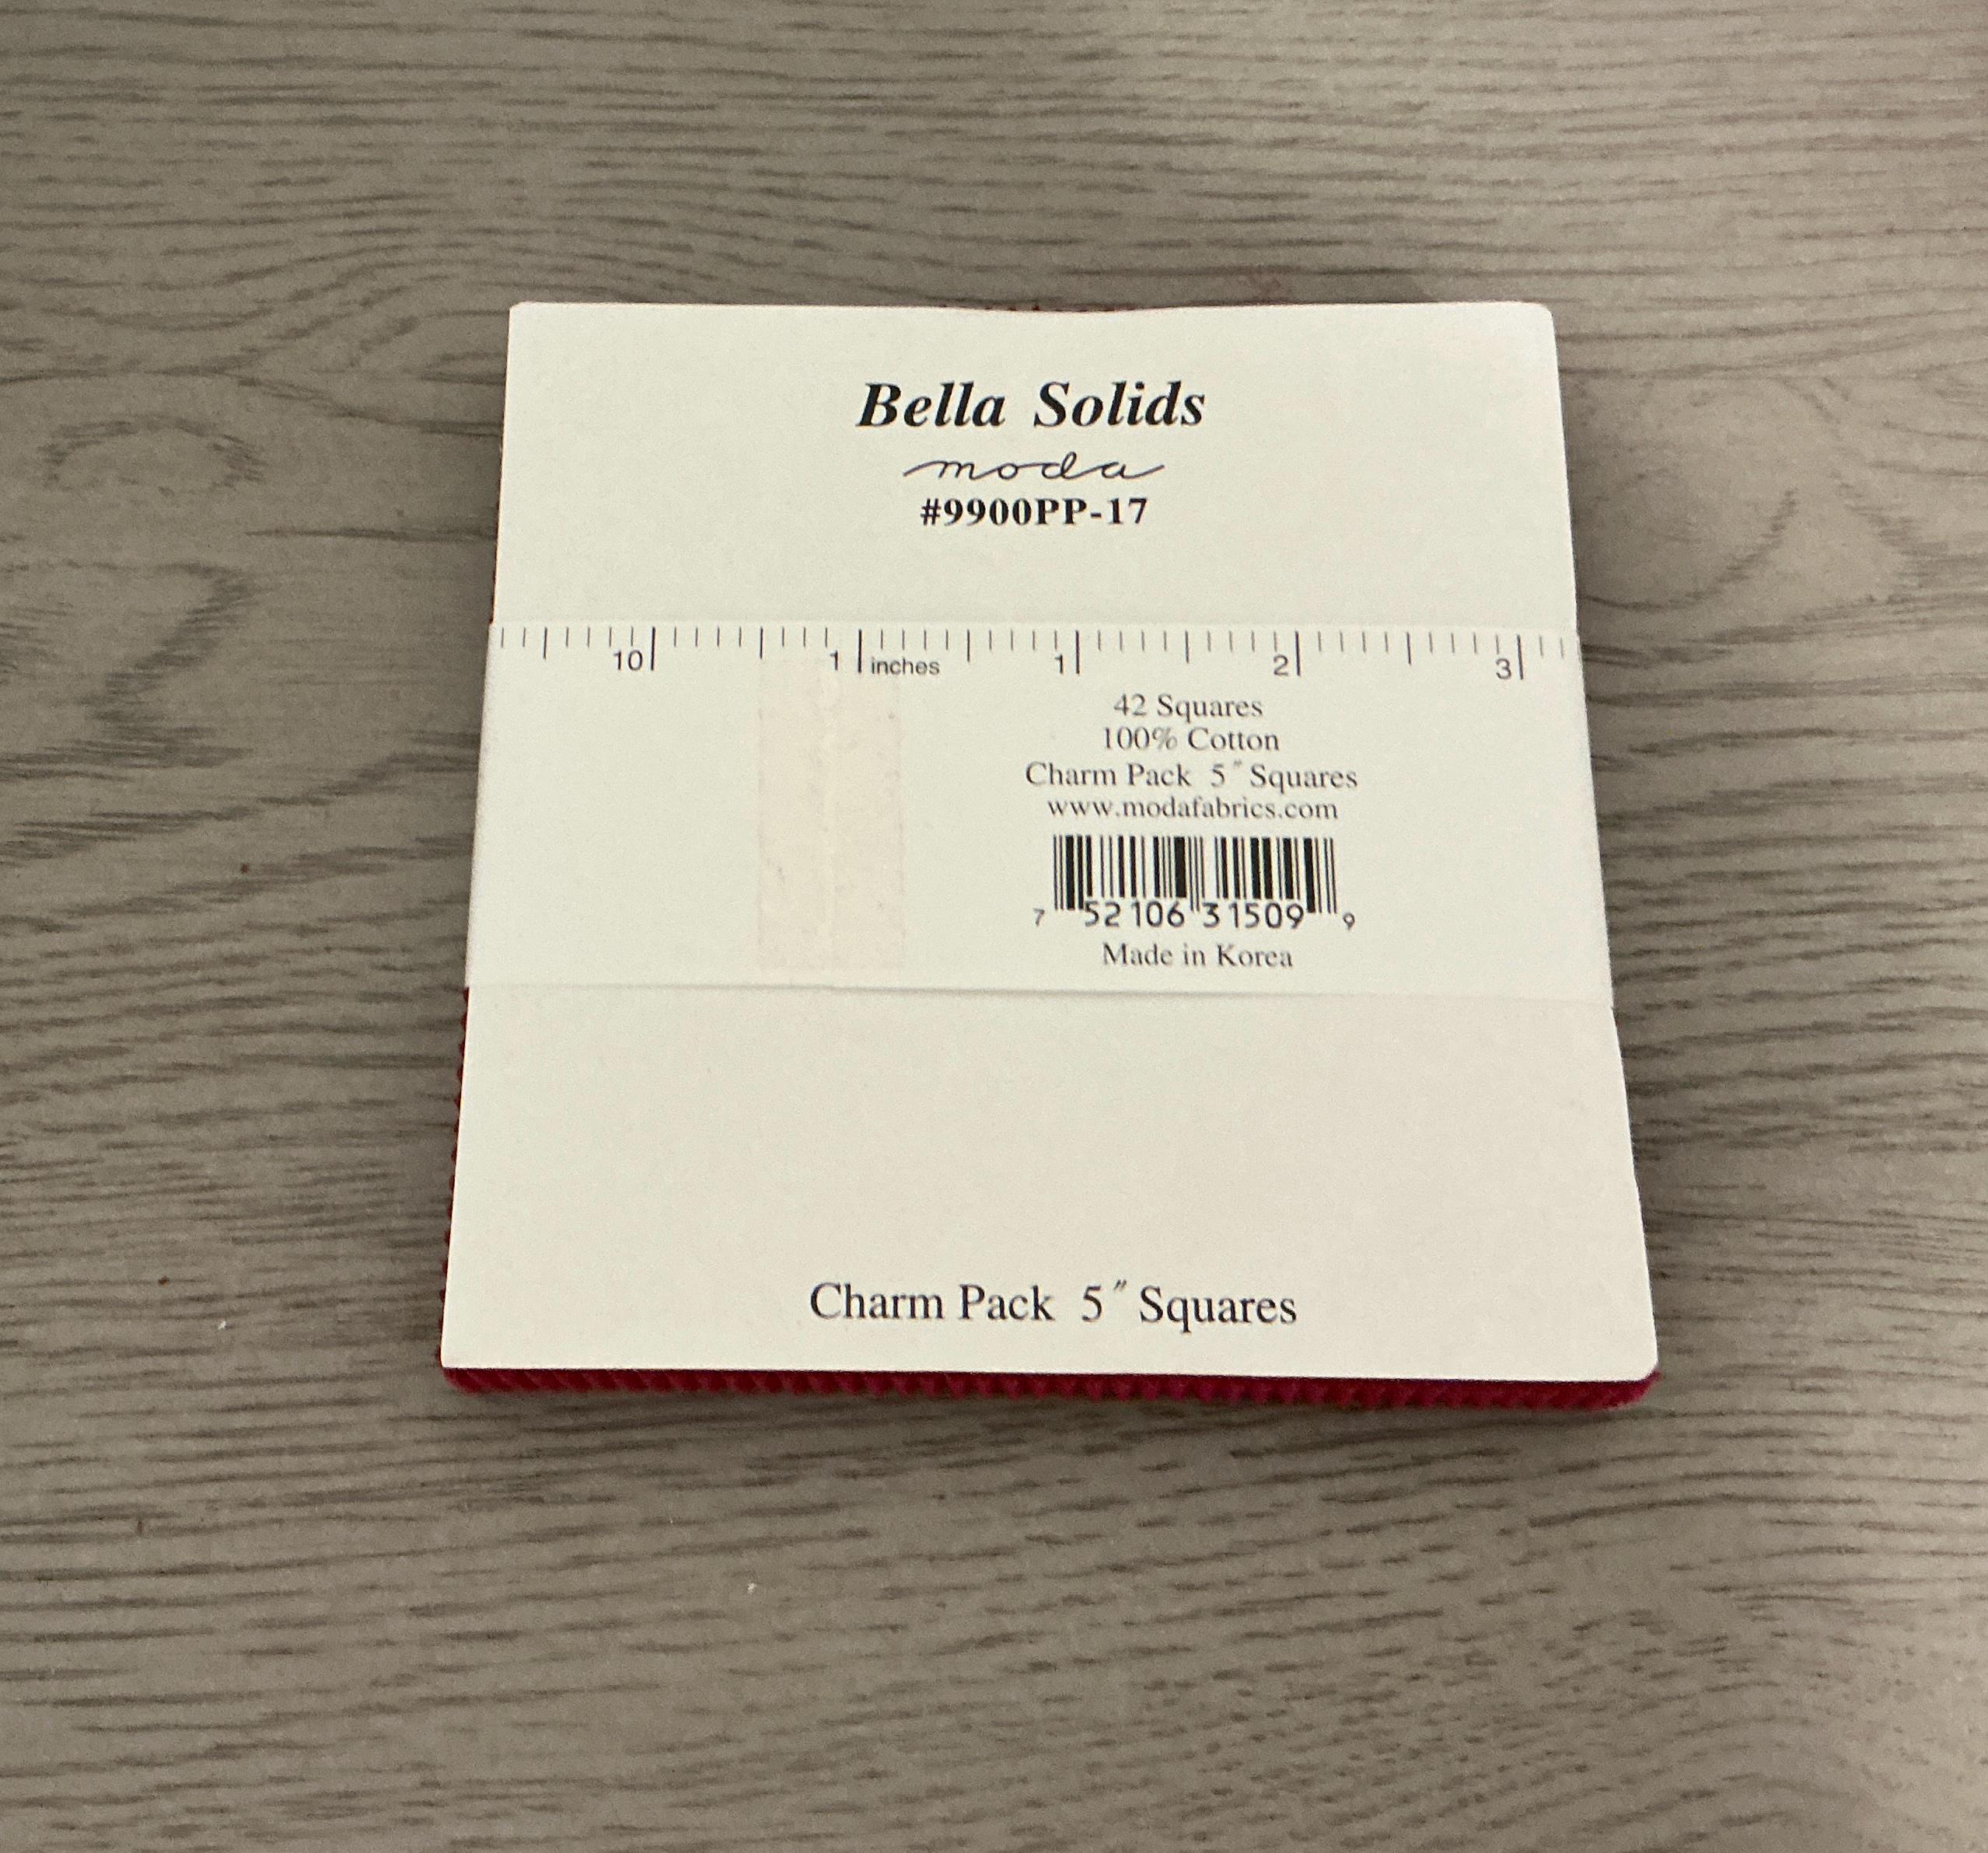 Bella Solids
moda
#9900PP-17
10 1 inches 1 2 3
42 Squares
100% Cotton
Charm Pack 5" Squares
www.modafabrics.com
7 52106 31509 9
Made in Korea
Charm Pack 5" Squares